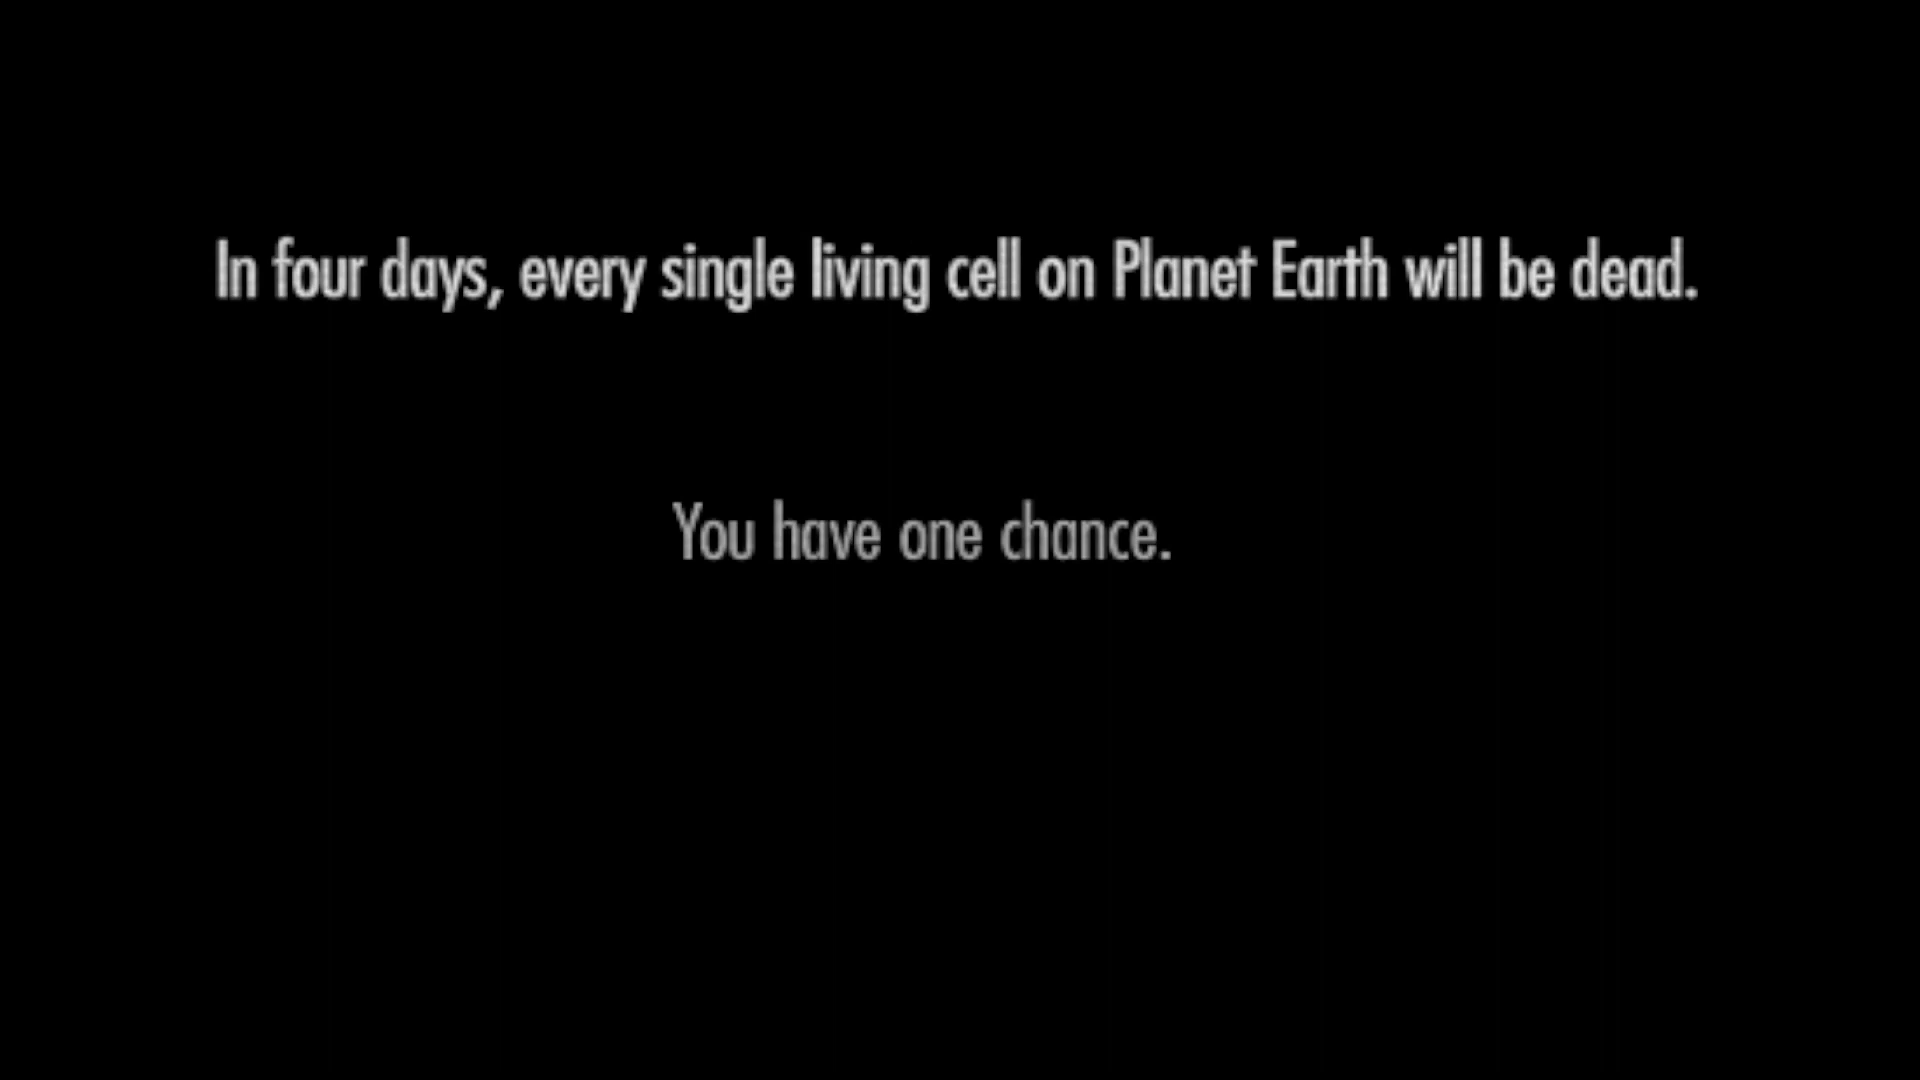 In four days, every single living cell on Planet Earth will be dead.
You have one chance.